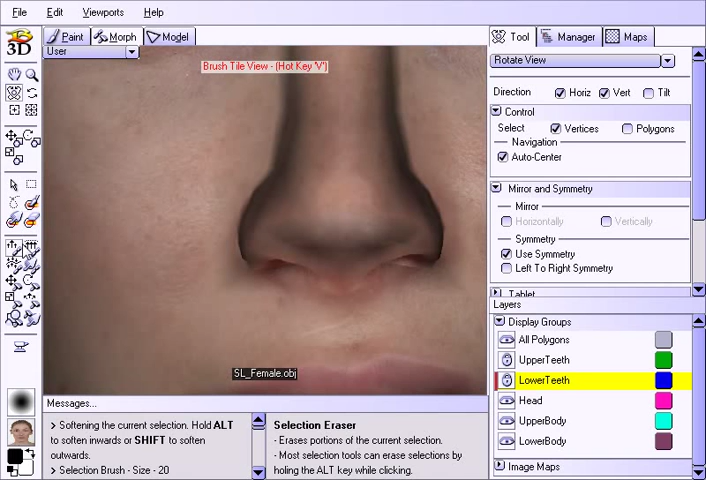 File Edit Viewports Help
3D Paint Morph Model
User
Brush Tile View - (Hot Key 'V')
SL_Female.obj
Tool Manager Maps
Rotate View
Direction Horiz Vert Tilt
Control
Select Vertices Polygons
Navigation
Auto-Center
Mirror and Symmetry
Mirror
Horizontally Vertically
Symmetry
Use Symmetry
Left To Right Symmetry
Tablet
Layers
Display Groups
All Polygons
UpperTeeth
LowerTeeth
Head
UpperBody
LowerBody
Image Maps
Messages...
> Softening the current selection. Hold ALT
to soften inwards or SHIFT to soften
outwards.
> Selection Brush - Size - 20
Selection Eraser
- Erases portions of the current selection.
- Most selection tools can erase selections by
holing the ALT key while clicking.